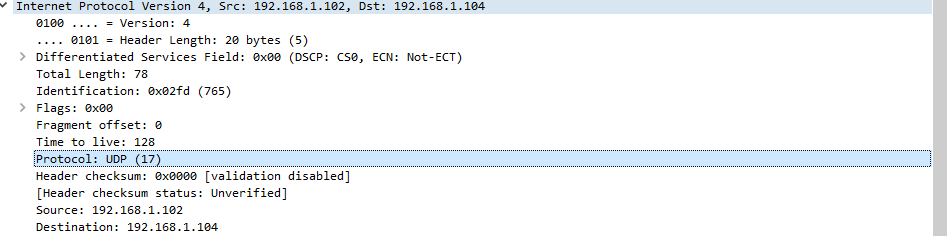 Internet Protocol Version 4, Src: 192.168.1.102, Dst: 192.168.1.104
0100 .... = Version: 4
.... 0101 = Header Length: 20 bytes (5)
Differentiated Services Field: 0x00 (DSCP: CS0, ECN: Not-ECT)
Total Length: 78
Identification: 0x02fd (765)
Flags: 0x00
Fragment offset: 0
Time to live: 128
Protocol: UDP (17)
Header checksum: 0x0000 [validation disabled]
[Header checksum status: Unverified]
Source: 192.168.1.102
Destination: 192.168.1.104